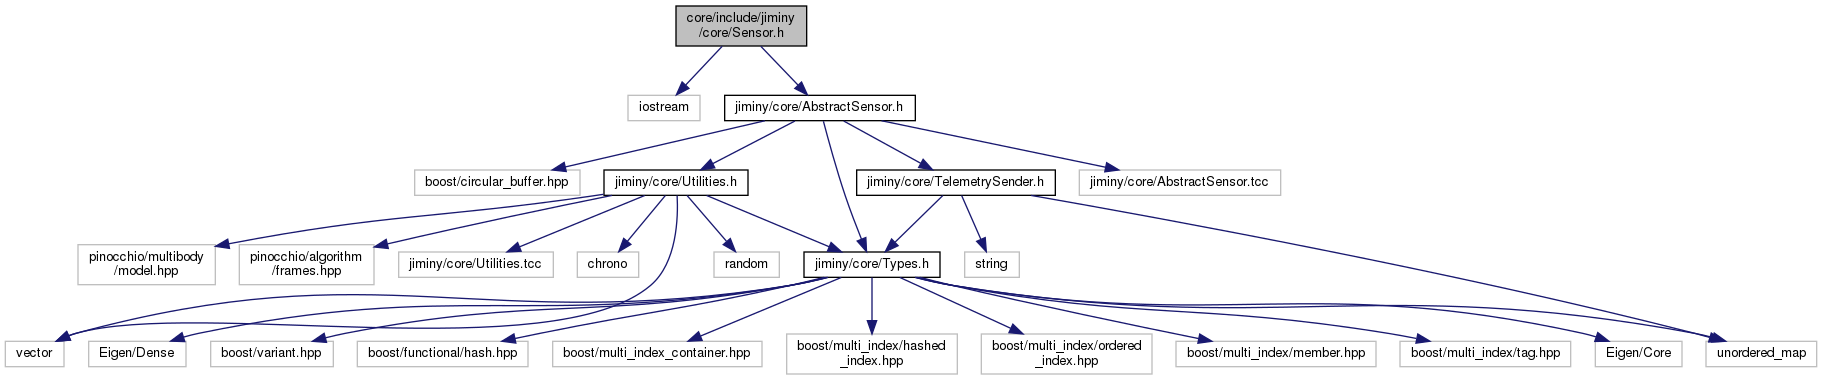 core/include/jiminy
/core/Sensor.h
iostream
jiminy/core/AbstractSensor.h
boost/circular_buffer.hpp
jiminy/core/Utilities.h
jiminy/core/TelemetrySender.h
jiminy/core/AbstractSensor.tcc
pinocchio/multibody
/model.hpp
pinocchio/algorithm
/frames.hpp
jiminy/core/Utilities.tcc
chrono
random
jiminy/core/Types.h
string
vector
Eigen/Dense
boost/variant.hpp
boost/functional/hash.hpp
boost/multi_index_container.hpp
boost/multi_index/hashed
_index.hpp
boost/multi_index/ordered
_index.hpp
boost/multi_index/member.hpp
boost/multi_index/tag.hpp
Eigen/Core
unordered_map